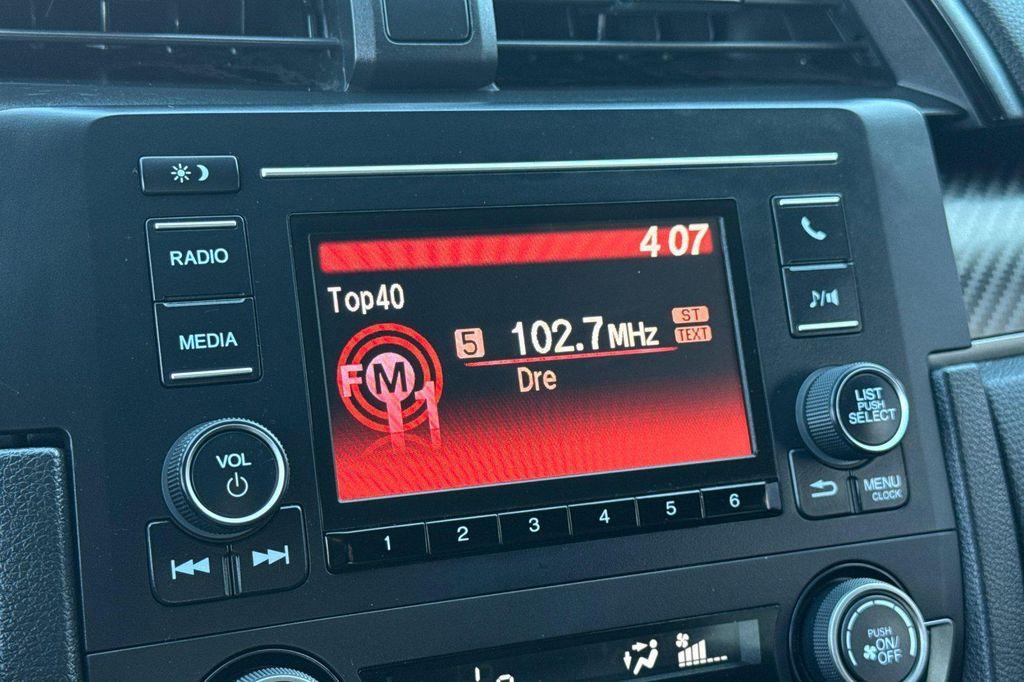 4 07
RADIO
Top40
MEDIA
5 102.7MHz ST
TEXT
FM
1
Dre
LIST
PUSH
SELECT
VOL
MENU
CLOCK
1 2 3 4 5 6
PUSH
ON/
OFF